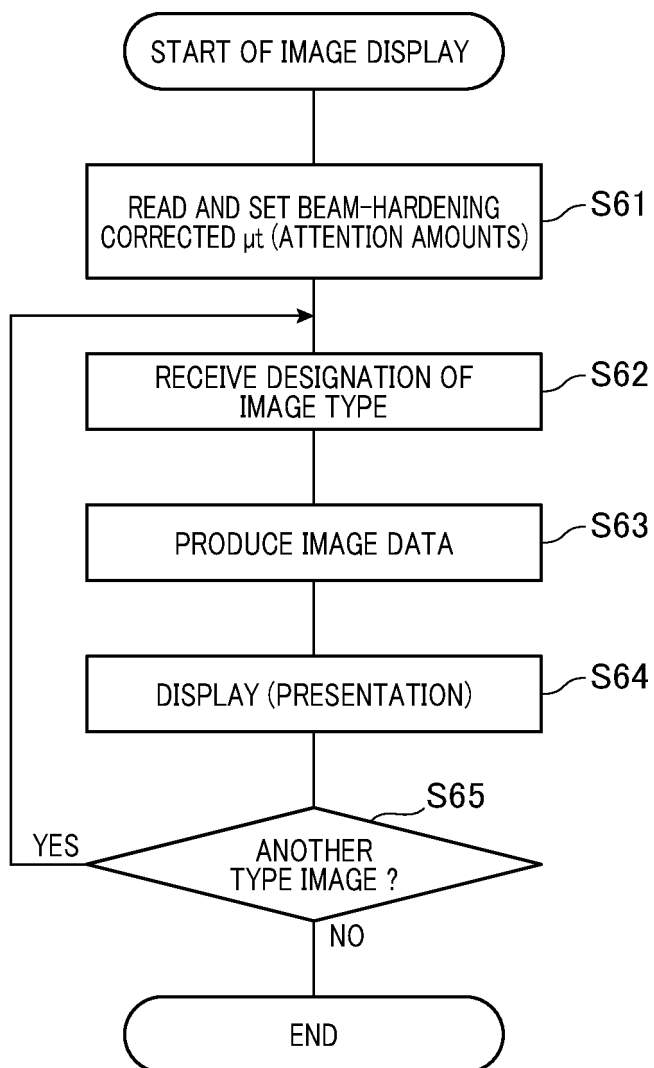 START OF IMAGE DISPLAY
READ AND SET BEAM-HARDENING
CORRECTED μt (ATTENTION AMOUNTS)
S61
RECEIVE DESIGNATION OF
IMAGE TYPE
S62
PRODUCE IMAGE DATA
S63
DISPLAY (PRESENTATION)
S64
S65
YES
ANOTHER
TYPE IMAGE ?
NO
END